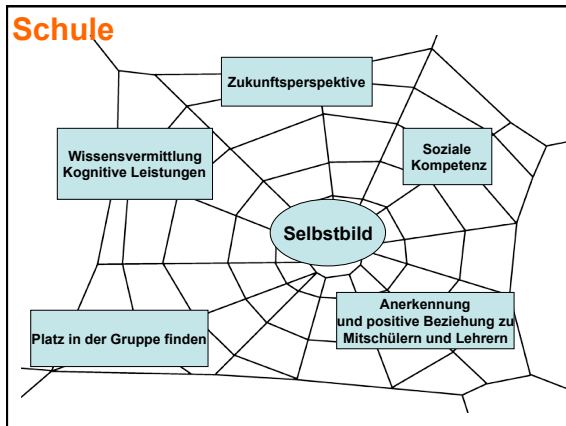 Schule
Zukunftsperspektive
Wissensvermittlung
Kognitive Leistungen
Soziale
Kompetenz
Selbstbild
Platz in der Gruppe finden
Anerkennung
und positive Beziehung zu
Mitschülern und Lehrern